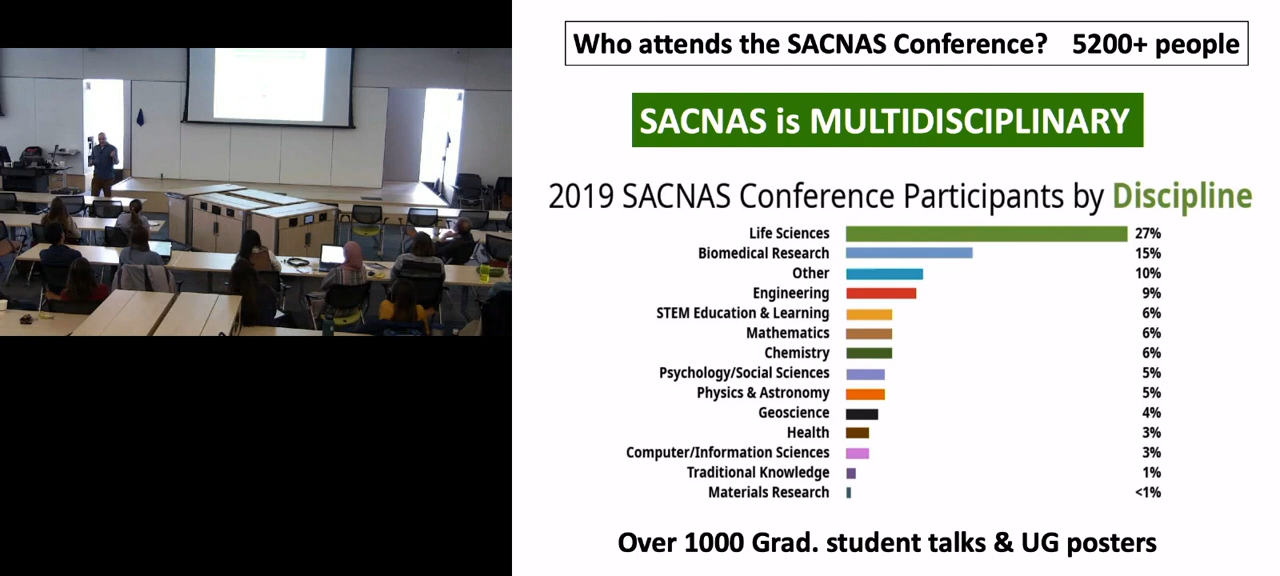 Who attends the SACNAS Conference? 5200+ people
SACNAS is MULTIDISCIPLINARY
2019 SACNAS Conference Participants by Discipline
Life Sciences 27%
Biomedical Research 15%
Other 10%
Engineering 9%
STEM Education & Learning 6%
Mathematics 6%
Chemistry 6%
Psychology/Social Sciences 5%
Physics & Astronomy 5%
Geoscience 4%
Health 3%
Computer/Information Sciences 3%
Traditional Knowledge 1%
Materials Research <1%
Over 1000 Grad. student talks & UG posters